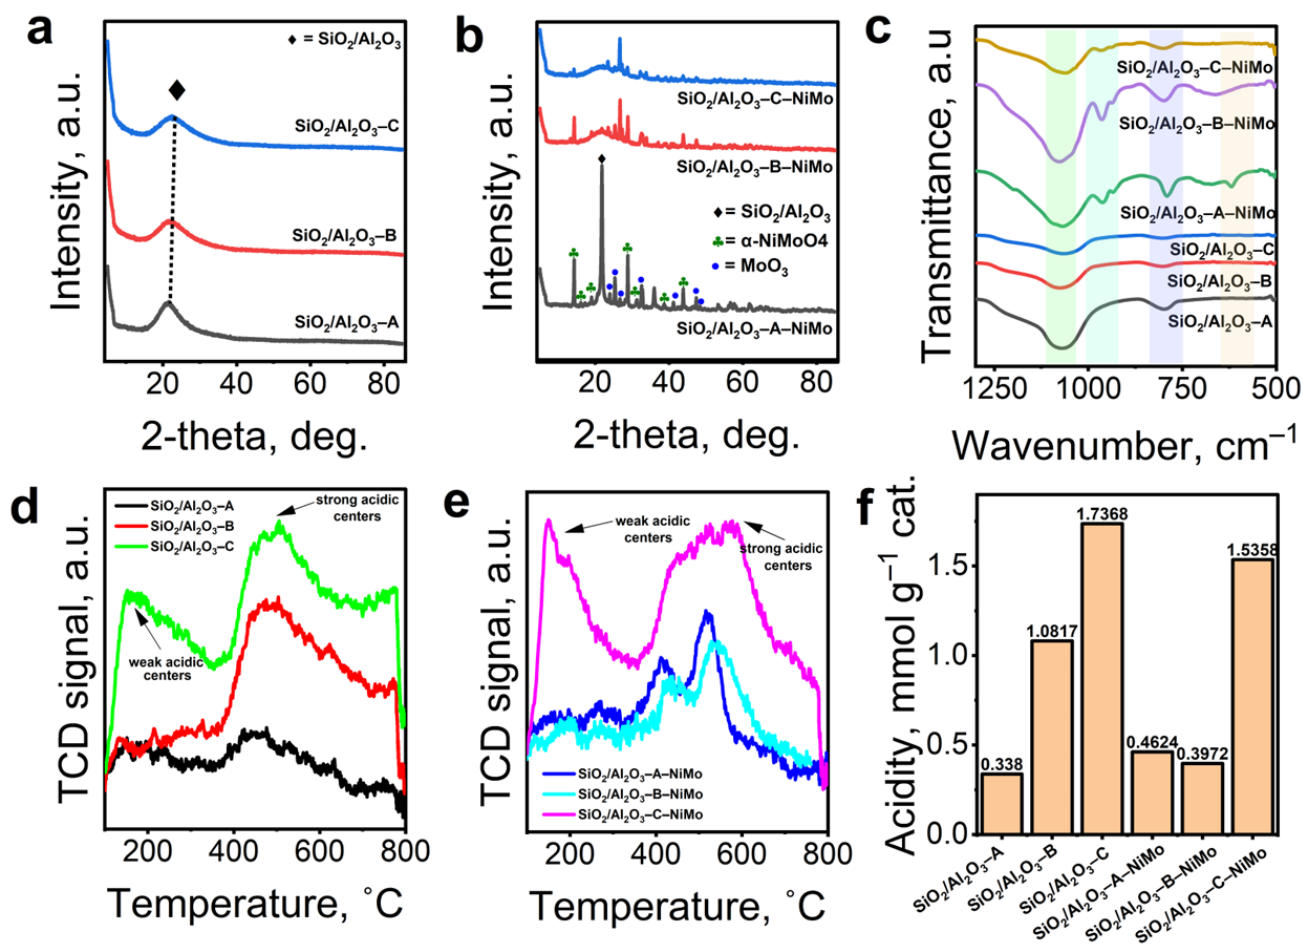 a
♦ = SiO2/Al2O3
SiO2/Al2O3–C
SiO2/Al2O3–B
SiO2/Al2O3–A
Intensity, a.u.
20 40 60 80
2-theta, deg.
b
SiO2/Al2O3–C–NiMo
SiO2/Al2O3–B–NiMo
♦ = SiO2/Al2O3
♣ = α-NiMoO4
• = MoO3
SiO2/Al2O3–A–NiMo
Intensity, a.u.
20 40 60 80
2-theta, deg.
c
SiO2/Al2O3–C–NiMo
SiO2/Al2O3–B–NiMo
SiO2/Al2O3–A–NiMo
SiO2/Al2O3–C
SiO2/Al2O3–B
SiO2/Al2O3–A
Transmittance, a.u
1250 1000 750 500
Wavenumber, cm–1
d
SiO2/Al2O3–A
SiO2/Al2O3–B
SiO2/Al2O3–C
strong acidic
centers
weak acidic
centers
TCD signal, a.u.
200 400 600 800
Temperature, °C
e
weak acidic
centers
strong acidic
centers
SiO2/Al2O3–A–NiMo
SiO2/Al2O3–B–NiMo
SiO2/Al2O3–C–NiMo
TCD signal, a.u.
200 400 600 800
Temperature, °C
f
1.7368
1.5358
1.0817
0.4624
0.3972
0.338
1.5
1.0
0.5
0.0
Acidity, mmol g–1 cat.
SiO2/Al2O3–A
SiO2/Al2O3–B
SiO2/Al2O3–C
SiO2/Al2O3–A–NiMo
SiO2/Al2O3–B–NiMo
SiO2/Al2O3–C–NiMo